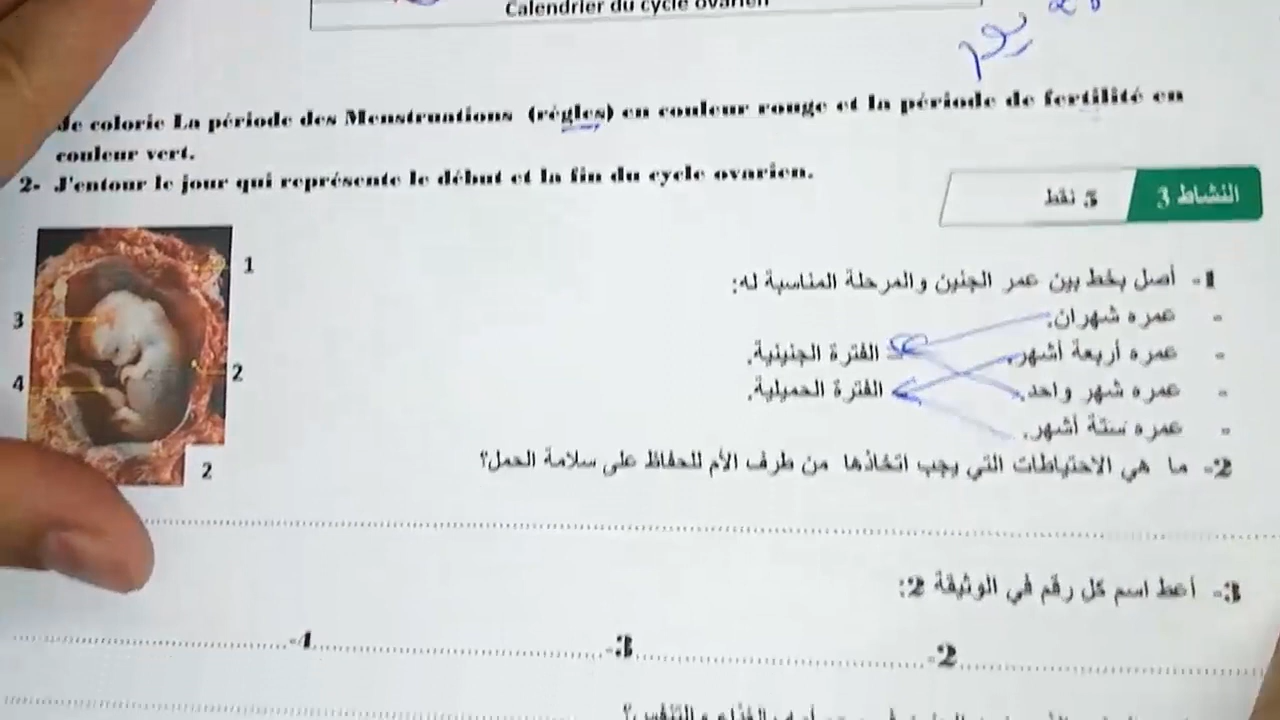 Calendrier du cycle ovarien
Je colorie La période des Menstruations (régles) en couleur rouge et la période de fertilité en
couleur vert.
2- J'entour le jour qui représente le début et la fin du cycle ovarien.
النشاط 3 5 نقط
1- أصل بخط بين عمر الجنين والمرحلة المناسبة له:
- عمره شهران.
- عمره أربعة أشهر. الفترة الجنينية.
- عمره شهر واحد. الفترة الحميلية.
- عمره ستة أشهر.
2- ما هي الاحتياطات التي يجب اتخاذها من طرف الأم للحفاظ على سلامة الحمل؟
1
3
2
4
2
3- أعط اسم كل رقم في الوثيقة 2:
2- 3- 4-
والتنفس؟